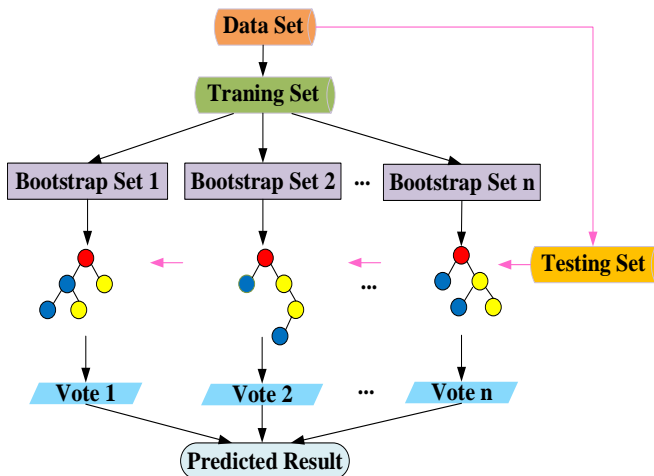 Data Set
Traning Set
Bootstrap Set 1
Bootstrap Set 2
...
Bootstrap Set n
Testing Set
...
Vote 1
Vote 2
...
Vote n
Predicted Result